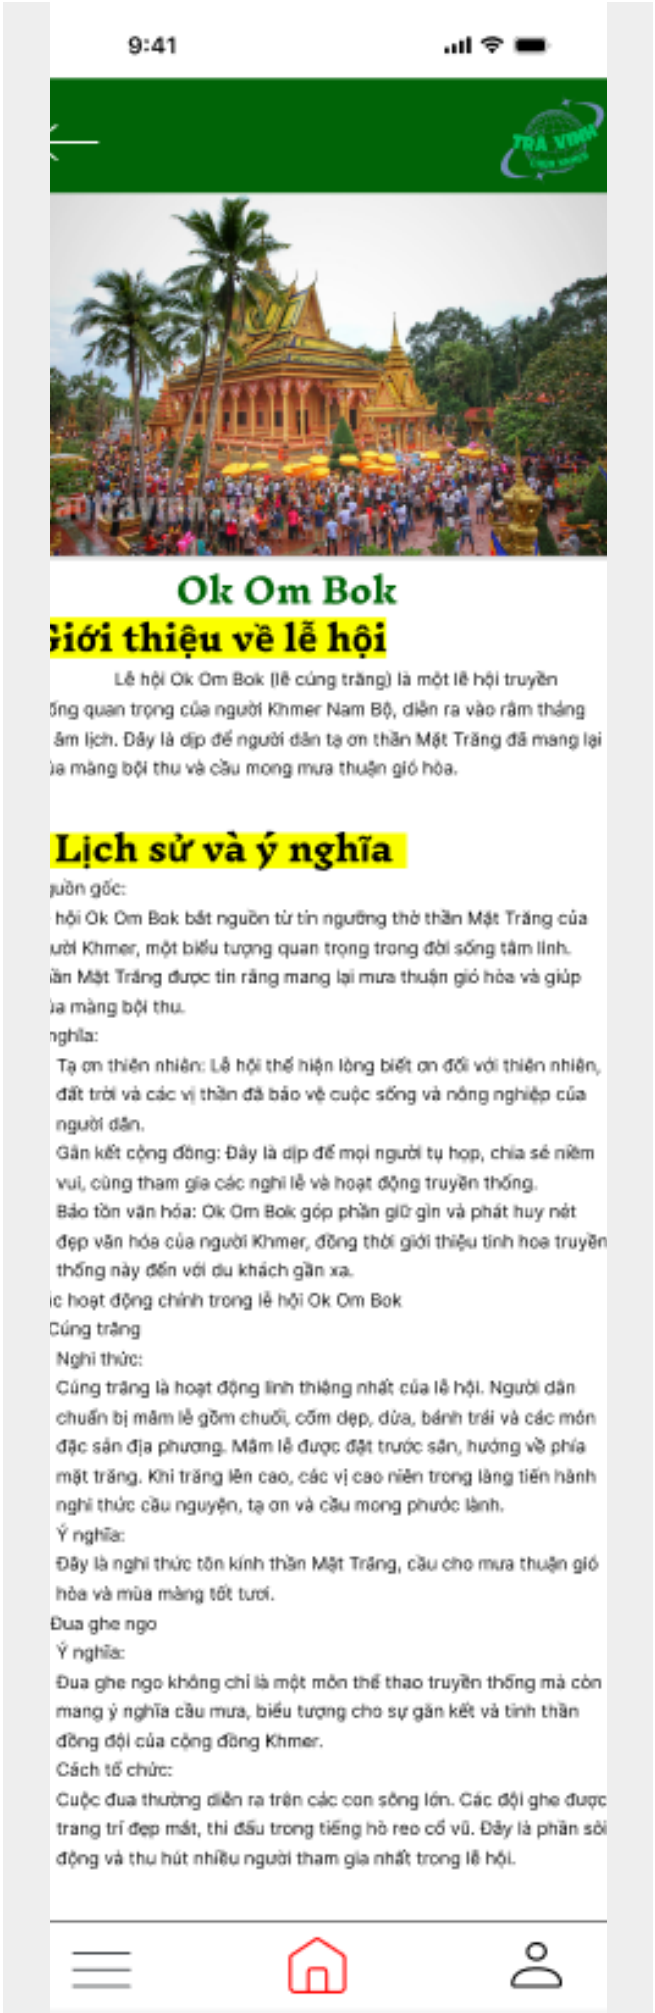 9:41
TRA VINH
Giới thiệu về lễ hội
Ok Om Bok
Lễ hội Ok Om Bok (lễ cúng trăng) là một lễ hội truyền
ống quan trọng của người Khmer Nam Bộ, diễn ra vào rằm tháng
âm lịch. Đây là dịp để người dân tạ ơn thần Mặt Trăng đã mang lại
ùa màng bội thu và cầu mong mưa thuận gió hòa.
Lịch sử và ý nghĩa
guồn gốc:
hội Ok Om Bok bắt nguồn từ tín ngưỡng thờ thần Mặt Trăng của
ười Khmer, một biểu tượng quan trọng trong đời sống tâm linh.
ần Mặt Trăng được tin rằng mang lại mưa thuận gió hòa và giúp
ùa màng bội thu.
nghĩa:
Tạ ơn thiên nhiên: Lễ hội thể hiện lòng biết ơn đối với thiên nhiên,
đất trời và các vị thần đã bảo vệ cuộc sống và nông nghiệp của
người dân.
Gắn kết cộng đồng: Đây là dịp để mọi người tụ họp, chia sẻ niềm
vui, cùng tham gia các nghi lễ và hoạt động truyền thống.
Bảo tồn văn hóa: Ok Om Bok góp phần giữ gìn và phát huy nét
đẹp văn hóa của người Khmer, đồng thời giới thiệu tinh hoa truyền
thống này đến với du khách gần xa.
c hoạt động chính trong lễ hội Ok Om Bok
Cúng trăng
Nghi thức:
Cúng trăng là hoạt động linh thiêng nhất của lễ hội. Người dân
chuẩn bị mâm lễ gồm chuối, cốm dẹp, dừa, bánh trái và các món
đặc sản địa phương. Mâm lễ được đặt trước sân, hướng về phía
mặt trăng. Khi trăng lên cao, các vị cao niên trong làng tiến hành
nghi thức cầu nguyện, tạ ơn và cầu mong phước lành.
Ý nghĩa:
Đây là nghi thức tôn kính thần Mặt Trăng, cầu cho mưa thuận gió
hòa và mùa màng tốt tươi.
Đua ghe ngo
Ý nghĩa:
Đua ghe ngo không chỉ là một môn thể thao truyền thống mà còn
mang ý nghĩa cầu mưa, biểu tượng cho sự gắn kết và tinh thần
đồng đội của cộng đồng Khmer.
Cách tổ chức:
Cuộc đua thường diễn ra trên các con sông lớn. Các đội ghe được
trang trí đẹp mắt, thi đấu trong tiếng hò reo cổ vũ. Đây là phần sôi
động và thu hút nhiều người tham gia nhất trong lễ hội.